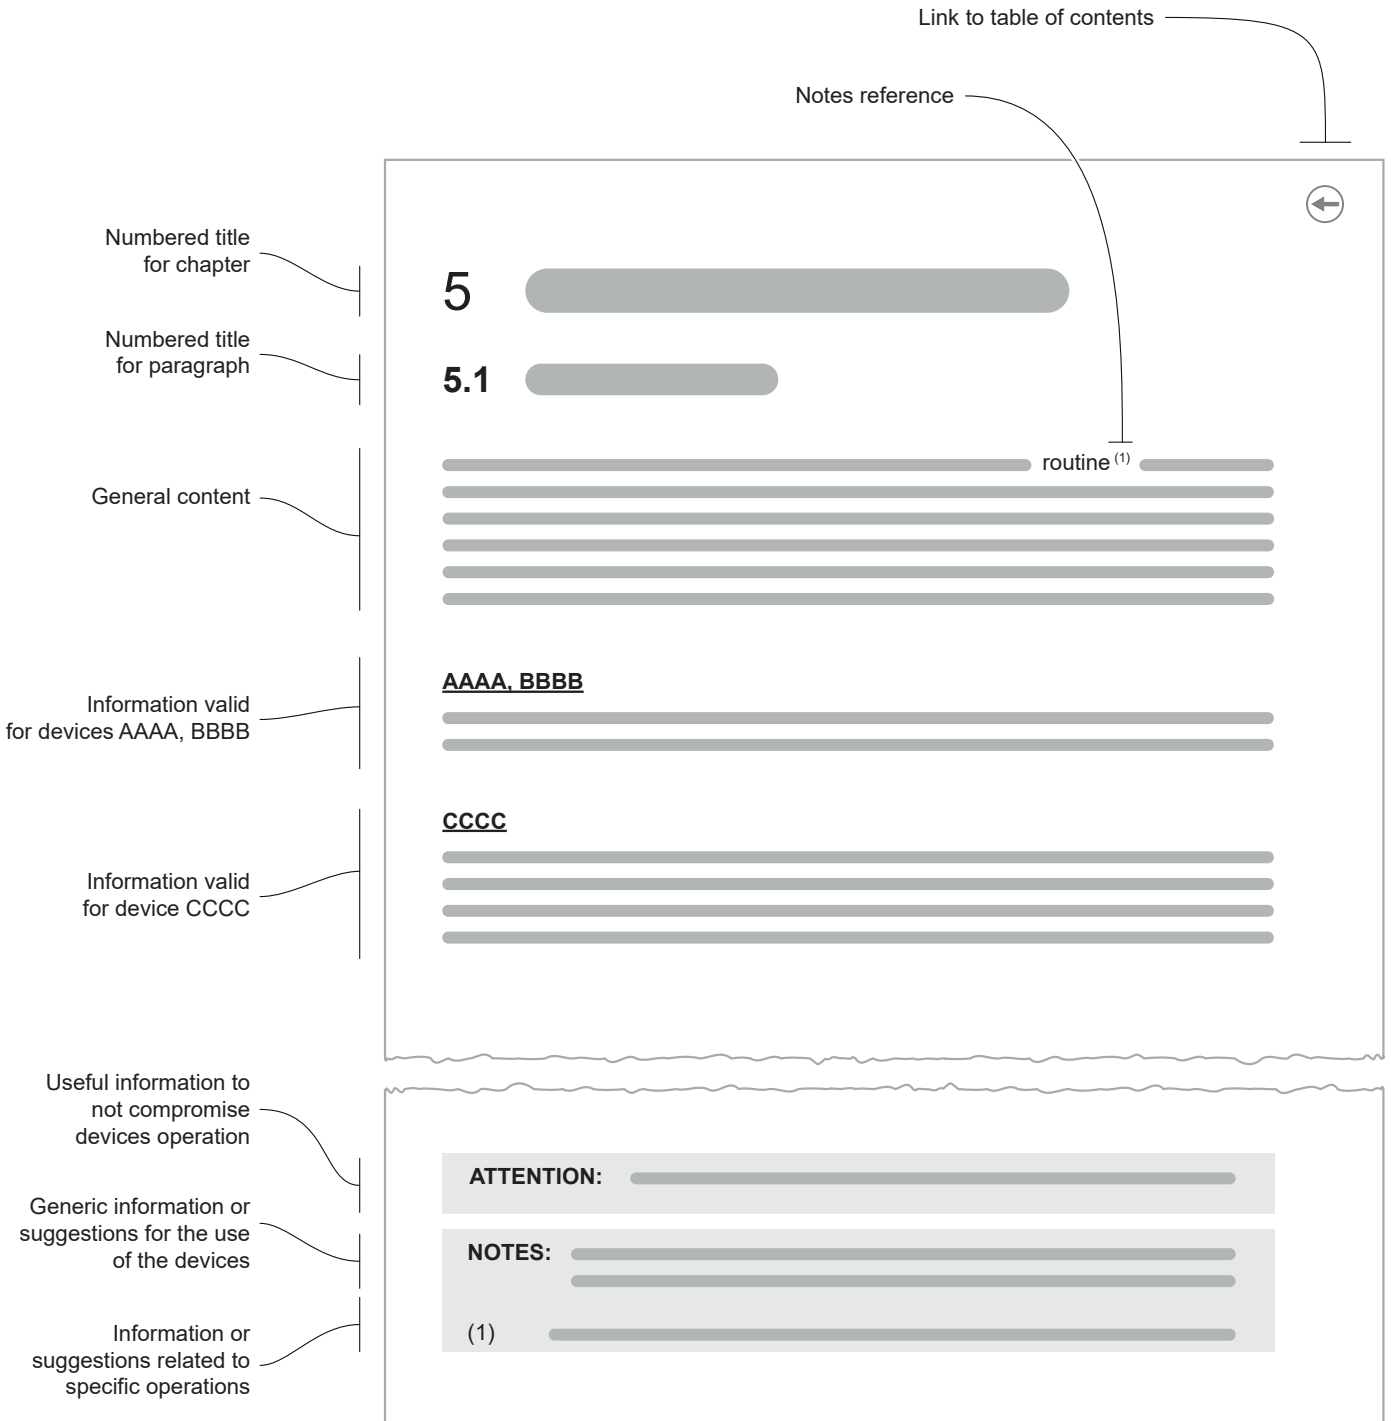 Link to table of contents
Notes reference
Numbered title
for chapter
5
Numbered title
for paragraph
5.1
routine (1)
General content
AAAA, BBBB
Information valid
for devices AAAA, BBBB
CCCC
Information valid
for device CCCC
Useful information to
not compromise
devices operation
ATTENTION:
Generic information or
suggestions for the use
of the devices
NOTES:
(1)
Information or
suggestions related to
specific operations